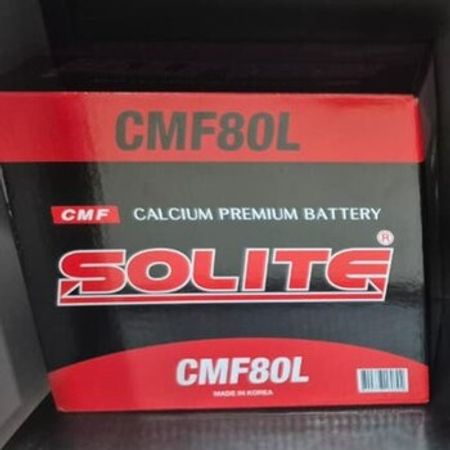 CMF80L
CMF CALCIUM PREMIUM BATTERY
SOLITE ®
CMF80L
MADE IN KOREA